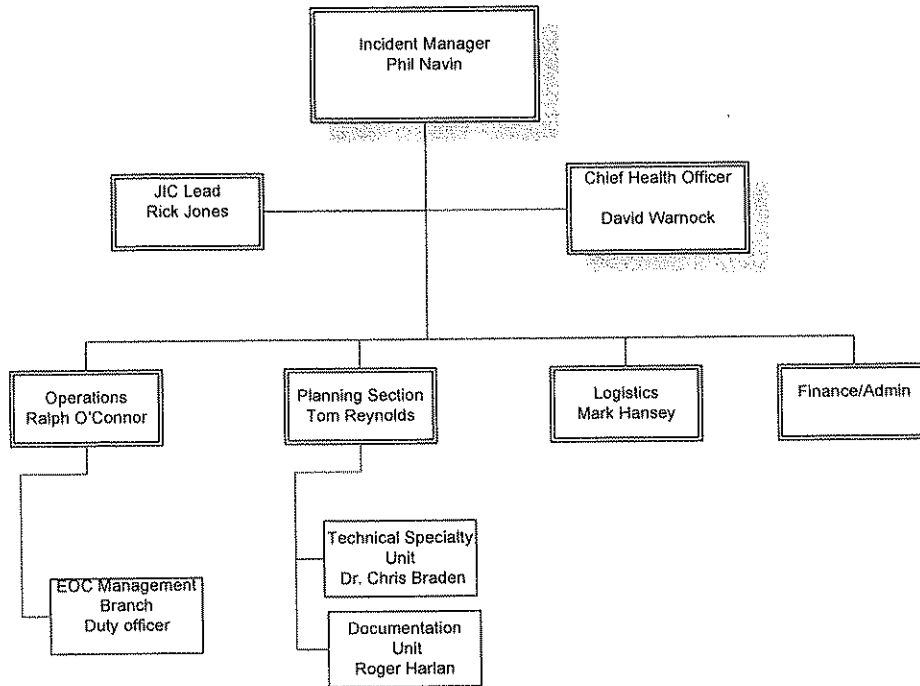 Incident Manager
Phil Navin
JIC Lead
Rick Jones
Chief Health Officer
David Warnock
Operations
Ralph O'Connor
Planning Section
Tom Reynolds
Logistics
Mark Hansey
Finance/Admin
EOC Management
Branch
Duty officer
Technical Specialty
Unit
Dr. Chris Braden
Documentation
Unit
Roger Harlan